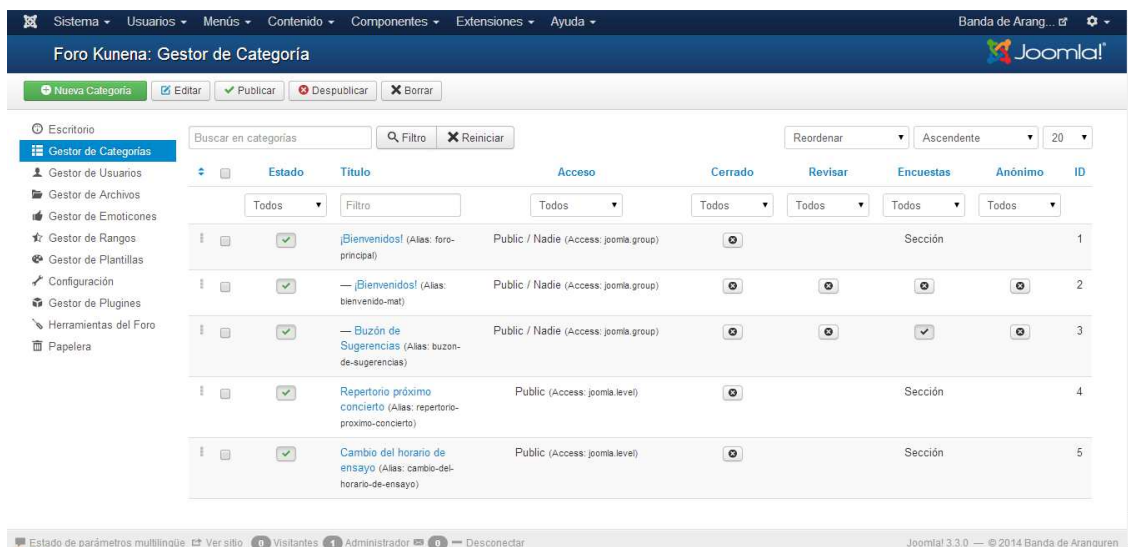 Sistema Usuarios Menús Contenido Componentes Extensiones Ayuda Banda de Arang...
Foro Kunena: Gestor de Categoría Joomla!
Nueva Categoría Editar Publicar Despublicar Borrar
Escritorio
Gestor de Categorías
Gestor de Usuarios
Gestor de Archivos
Gestor de Emoticones
Gestor de Rangos
Gestor de Plantillas
Configuración
Gestor de Plugines
Herramientas del Foro
Papelera
Buscar en categorías Filtro Reiniciar Reordenar Ascendente 20
Estado Título Acceso Cerrado Revisar Encuestas Anónimo ID
Todos Filtro Todos Todos Todos Todos Todos
¡Bienvenidos! (Alias: foro- Public / Nadie (Access: joomla.group) Sección 1
principal)
— ¡Bienvenidos! (Alias: Public / Nadie (Access: joomla.group) 2
bienvenido-mat)
— Buzón de Public / Nadie (Access: joomla.group) 3
Sugerencias (Alias: buzon-
de-sugerencias)
Repertorio próximo Public (Access: joomla.level) Sección 4
concierto (Alias: repertorio-
proximo-concierto)
Cambio del horario de Public (Access: joomla.level) Sección 5
ensayo (Alias: cambio-del-
horario-de-ensayo)
Estado de parámetros multilingüe Ver sitio 0 Visitantes 1 Administrador 0 Desconectar Joomla! 3.3.0 — © 2014 Banda de Aranguren